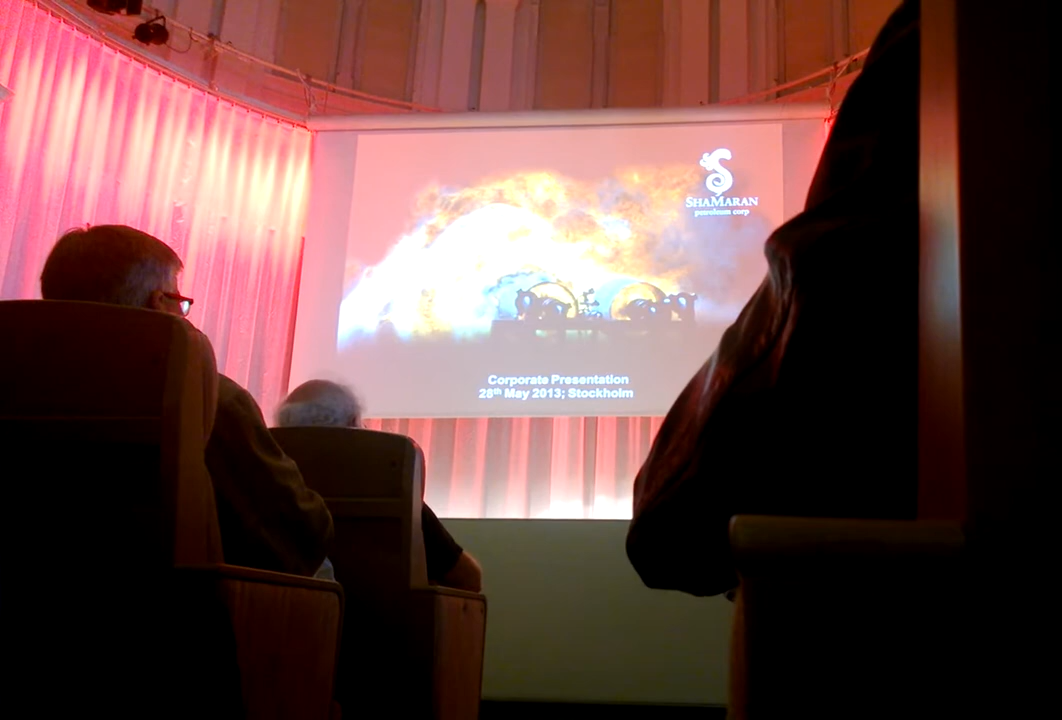 SHAMARAN
petroleum corp
Corporate Presentation
28th May 2013; Stockholm